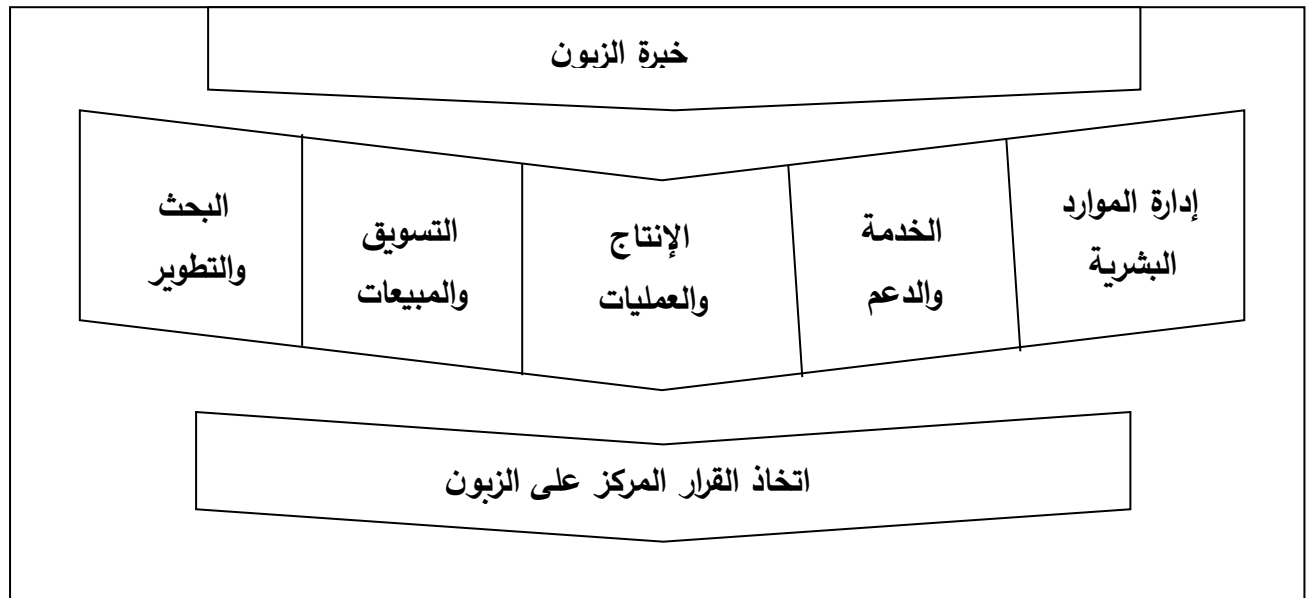 خبرة الزبون
إدارة الموارد
البشرية
الخدمة
والدعم
الإنتاج
والعمليات
التسويق
والمبيعات
البحث
والتطوير
اتخاذ القرار المركز على الزبون